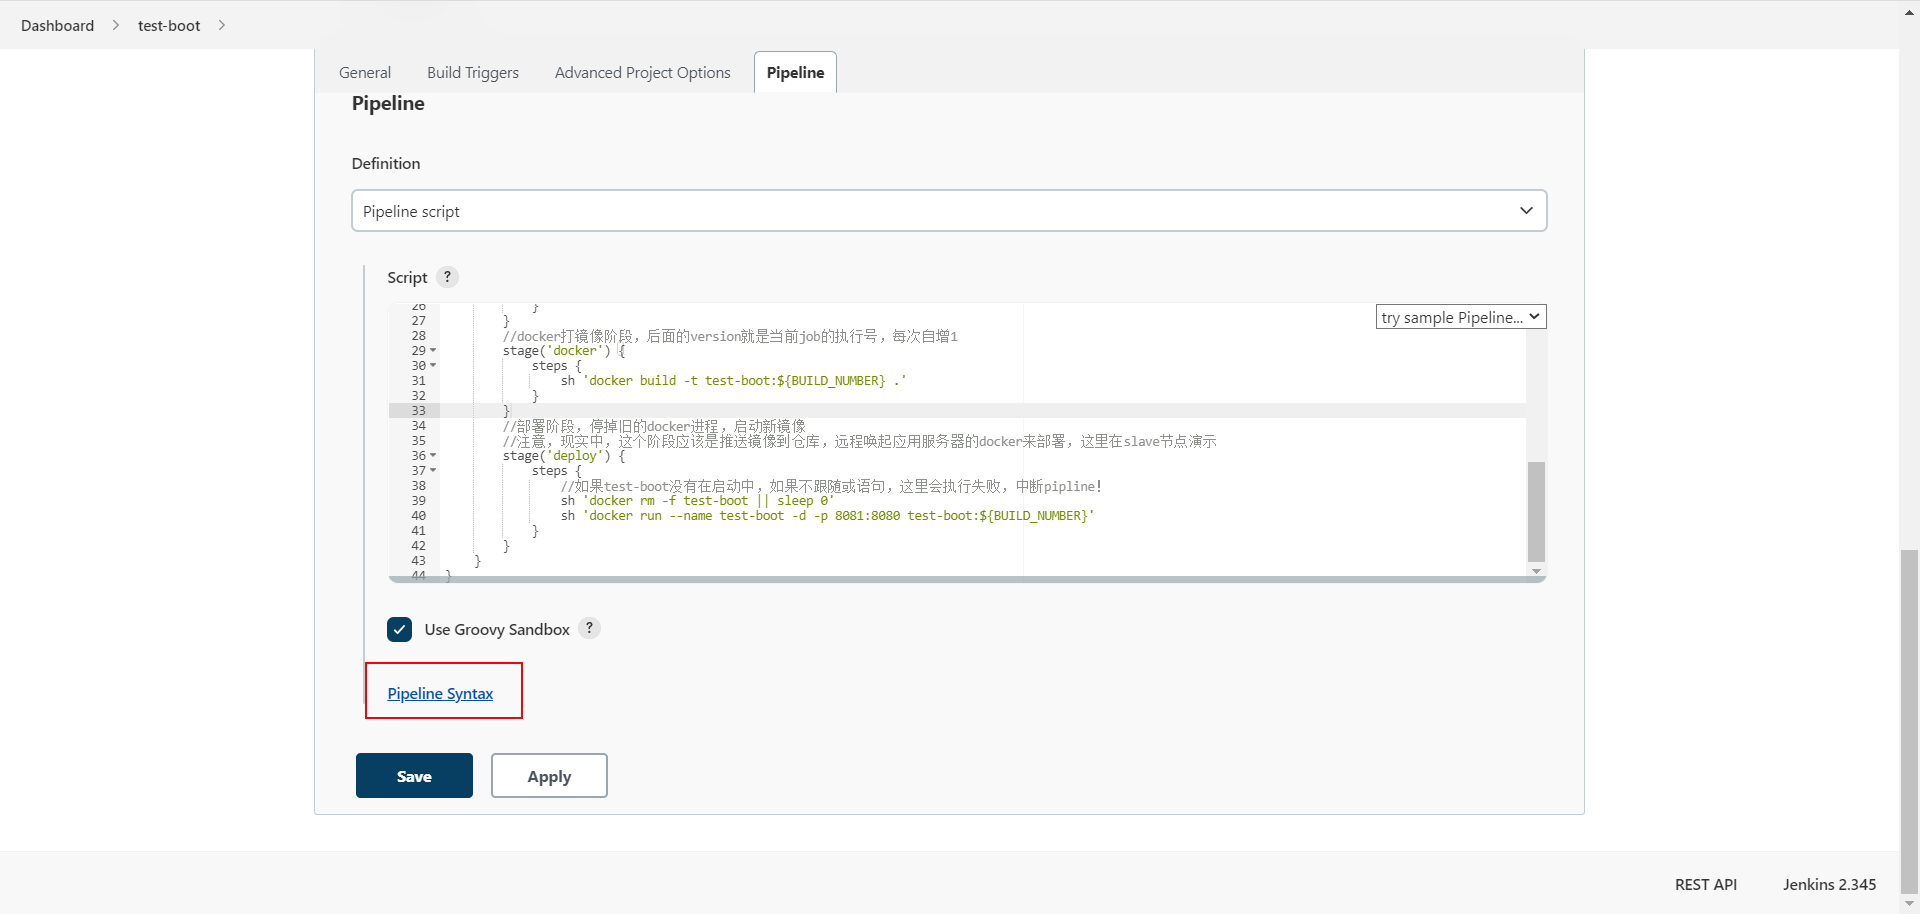 Dashboard > test-boot >
General Build Triggers Advanced Project Options Pipeline
Pipeline
Definition
Pipeline script
Script ?
try sample Pipeline...
26 }
27 }
28 //docker打镜像阶段，后面的version就是当前job的执行号，每次自增1
29 stage('docker') {
30 steps {
31 sh 'docker build -t test-boot:${BUILD_NUMBER} .'
32 }
33 }
34 //部署阶段，停掉旧的docker进程，启动新镜像
35 //注意，现实中，这个阶段应该是推送镜像到仓库，远程唤起应用服务器的docker来部署，这里在slave节点演示
36 stage('deploy') {
37 steps {
38 //如果test-boot没有在启动中，如果不跟随或语句，这里会执行失败，中断pipline！
39 sh 'docker rm -f test-boot || sleep 0'
40 sh 'docker run --name test-boot -d -p 8081:8080 test-boot:${BUILD_NUMBER}'
41 }
42 }
43 }
44 }
Use Groovy Sandbox ?
Pipeline Syntax
Save Apply
REST API Jenkins 2.345